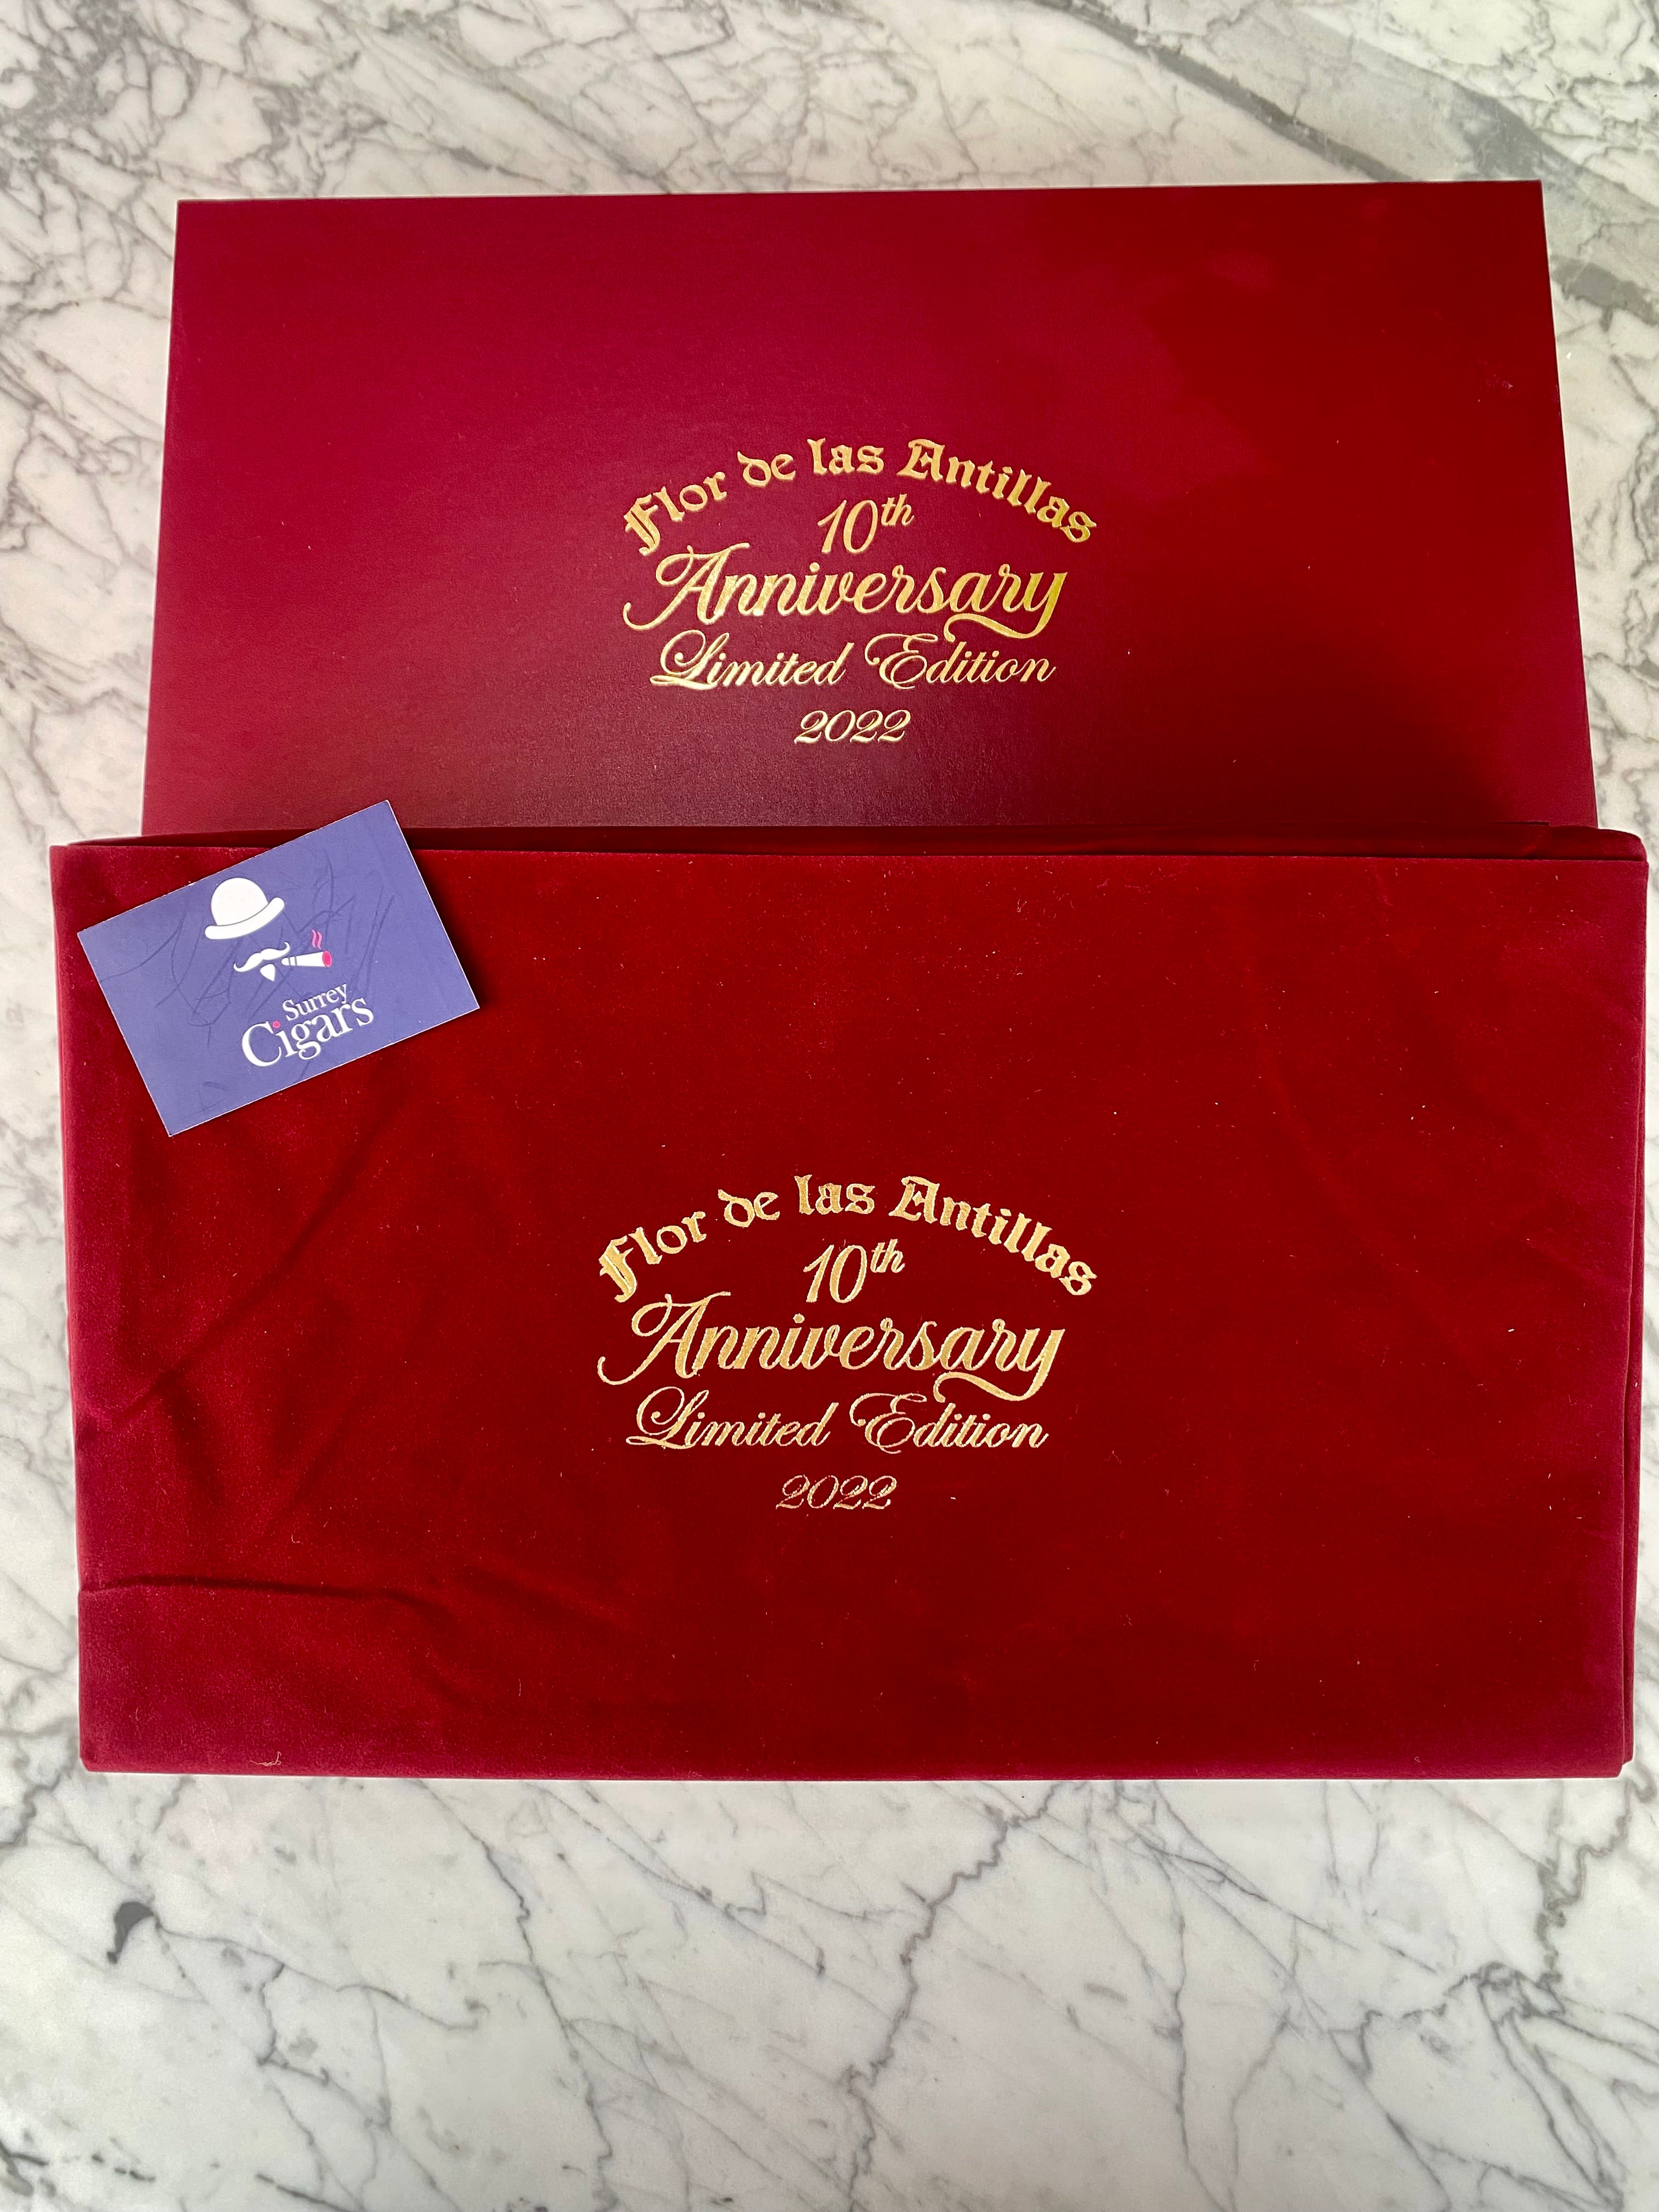 Flor de las Antillas
10th
Anniversary
Limited Edition
2022
Surrey
Cigars
Flor de las Antillas
10th
Anniversary
Limited Edition
2022